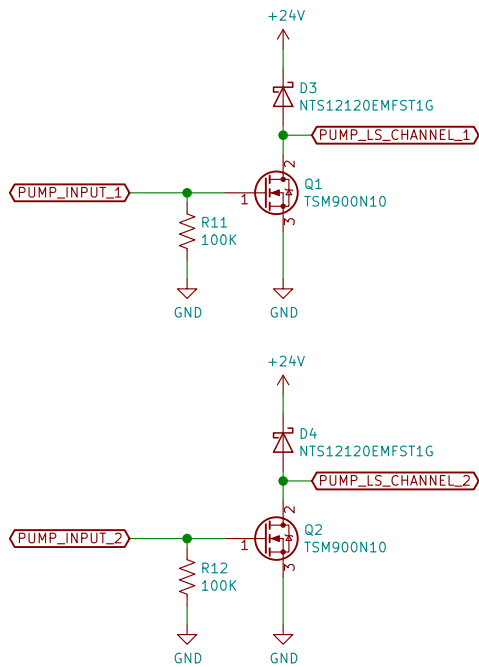 +24V
D3
NTS12120EMFST1G
PUMP_LS_CHANNEL_1
2
Q1
TSM900N10
PUMP_INPUT_1
1
3
R11
100K
GND
GND
+24V
D4
NTS12120EMFST1G
PUMP_LS_CHANNEL_2
2
Q2
TSM900N10
PUMP_INPUT_2
1
3
R12
100K
GND
GND